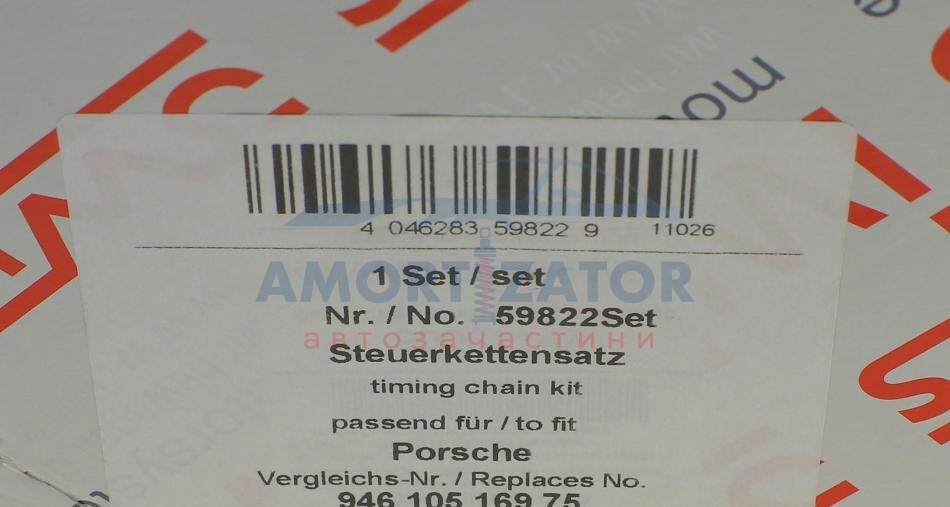 4 046283 59822 9 11026
1 Set / set
AMORTIZATOR
Nr. / No. 59822Set
автозапчастини
Steuerkettensatz
timing chain kit
passend für / to fit
Porsche
Vergleichs-Nr. / Replaces No.
946 105 169 75